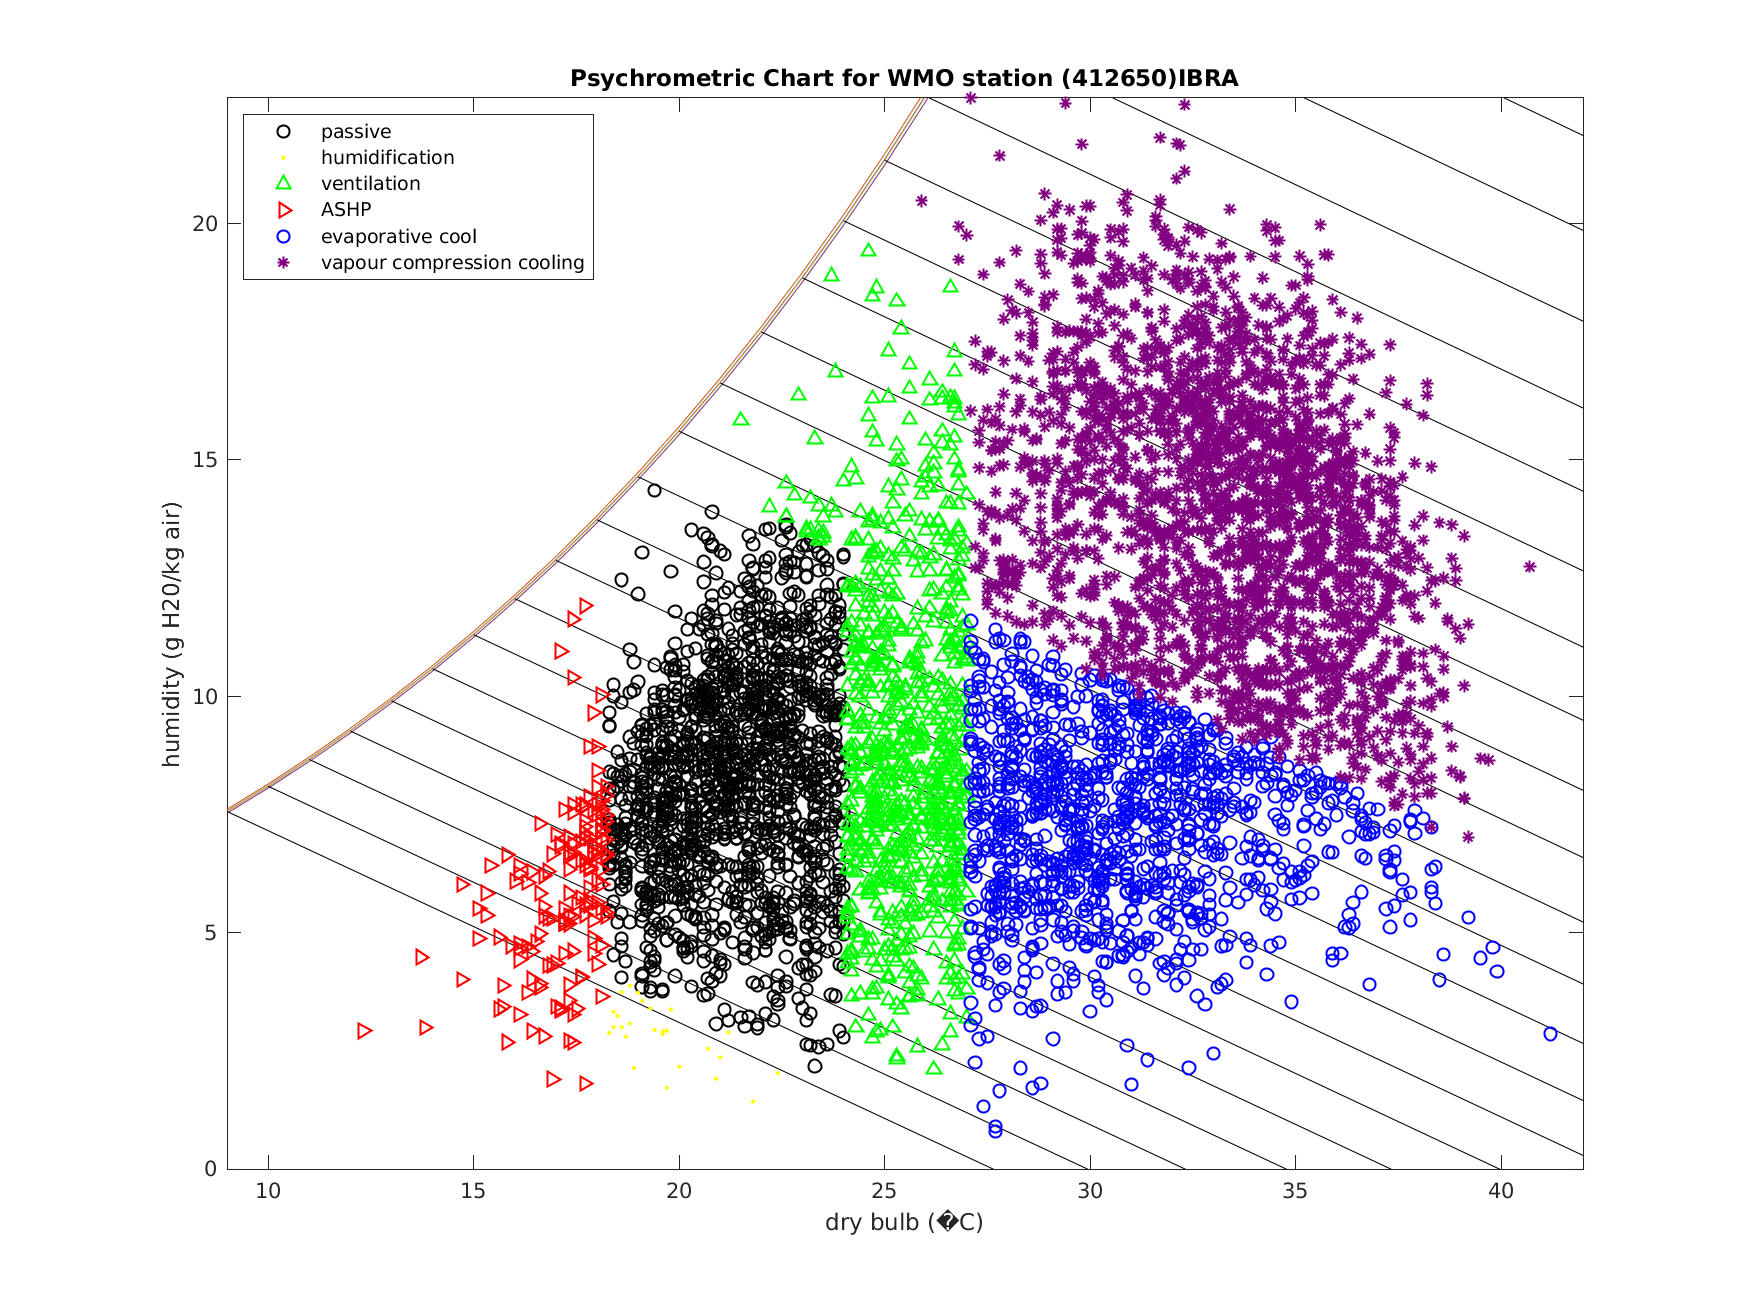 Psychrometric Chart for WMO station (412650)IBRA
passive
humidification
ventilation
ASHP
evaporative cool
vapour compression cooling
humidity (g H20/kg air)
20
15
10
5
0
10 15 20 25 30 35 40
dry bulb (�C)